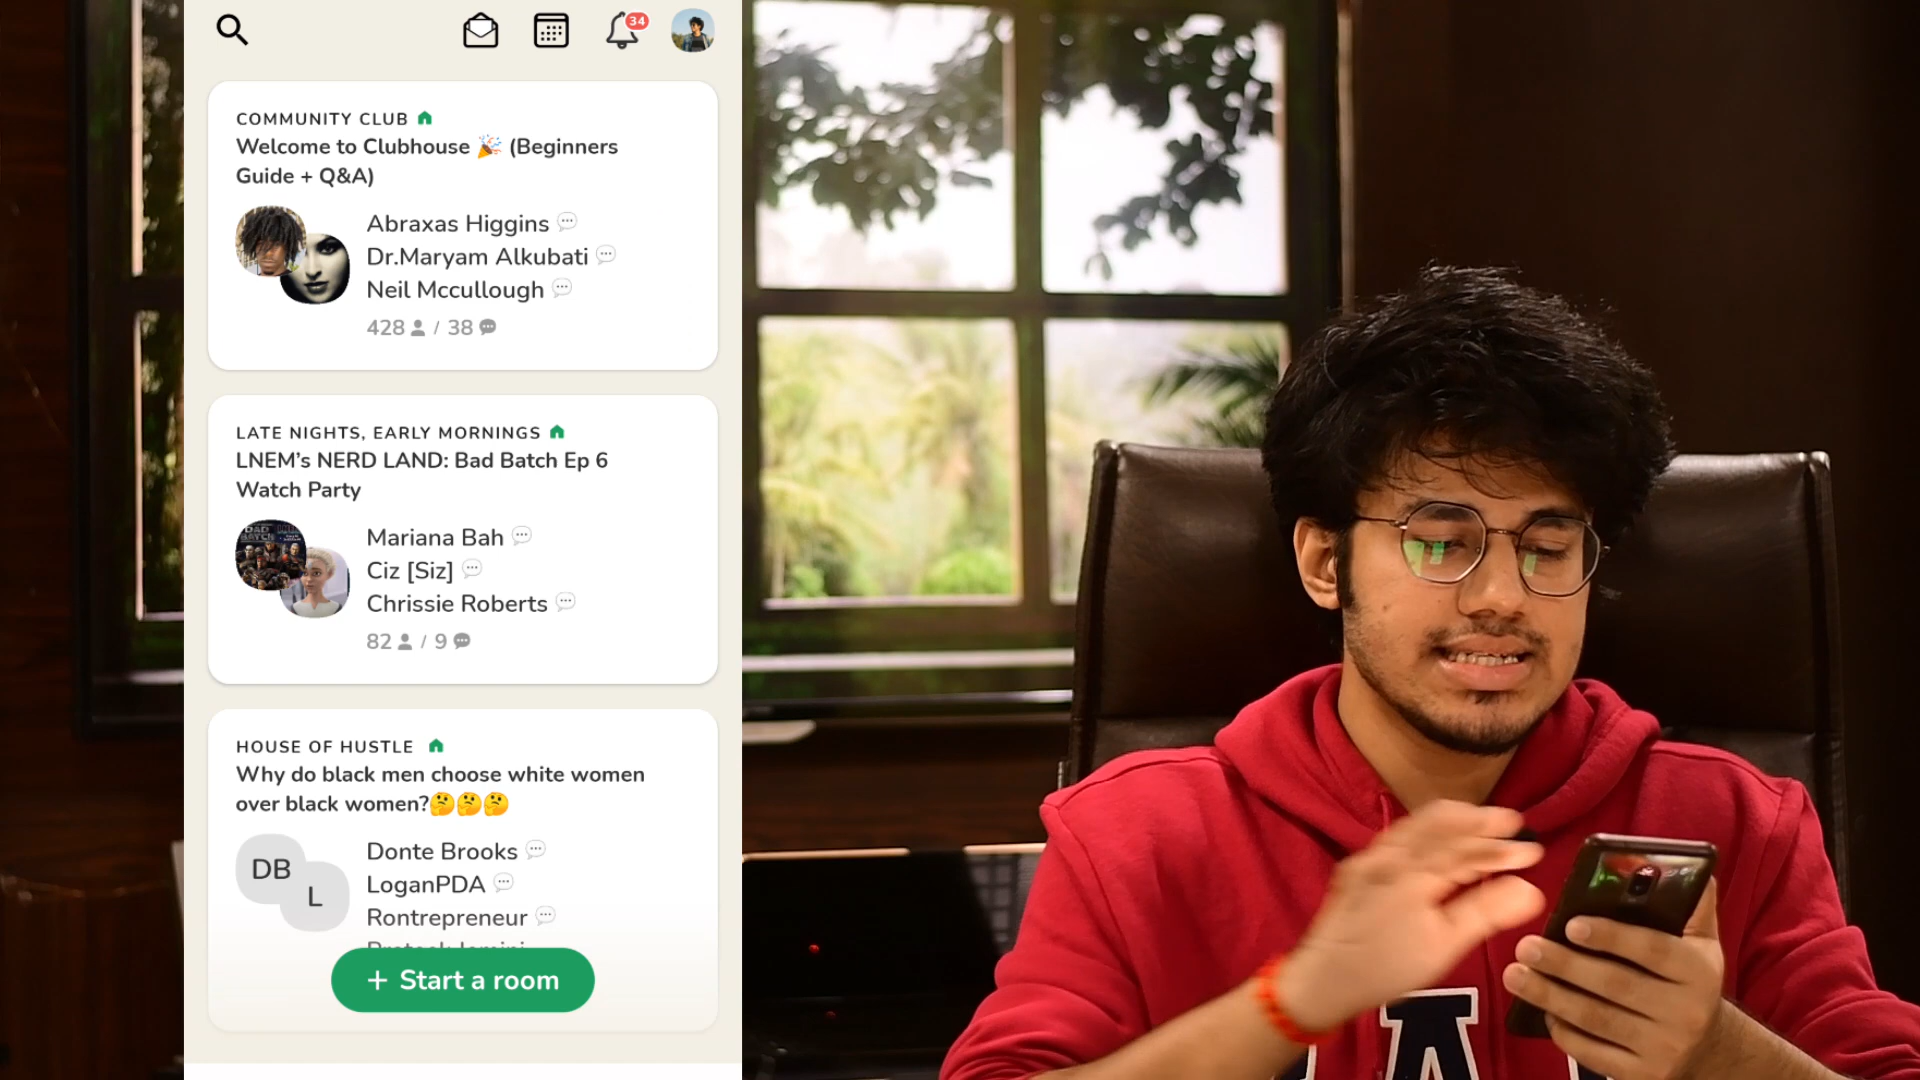 34
COMMUNITY CLUB
Welcome to Clubhouse 🎉 (Beginners
Guide + Q&A)
Abraxas Higgins
Dr.Maryam Alkubati
Neil Mccullough
428 / 38
LATE NIGHTS, EARLY MORNINGS
LNEM’s NERD LAND: Bad Batch Ep 6
Watch Party
Mariana Bah
Ciz [Siz]
Chrissie Roberts
82 / 9
HOUSE OF HUSTLE
Why do black men choose white women
over black women?🤔🤔🤔
DB
L
Donte Brooks
LoganPDA
Rontrepreneur
+ Start a room